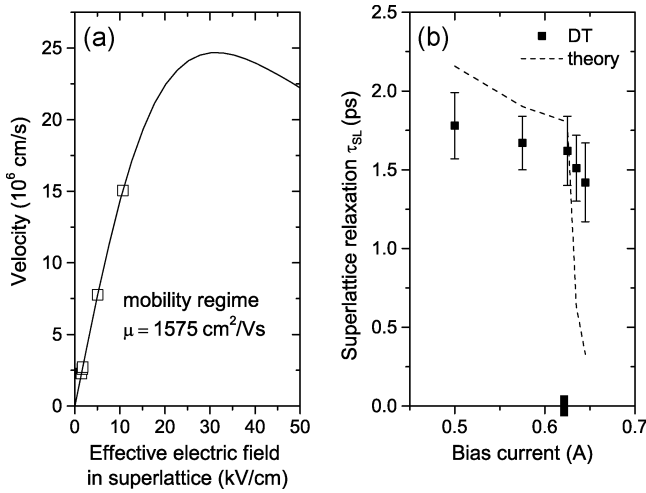 (a)
25
20
15
10
5
0
Velocity (10⁶ cm/s)
mobility regime
μ = 1575 cm²/Vs
0 10 20 30 40 50
Effective electric field
in superlattice (kV/cm)
(b)
DT
theory
2.5
2.0
1.5
1.0
0.5
0.0
Superlattice relaxation τSL (ps)
0.5 0.6 0.7
Bias current (A)